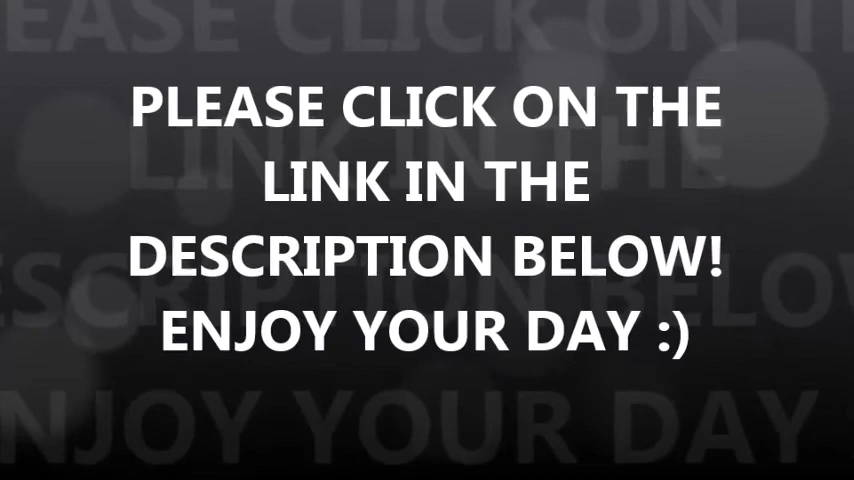 PLEASE CLICK ON THE
LINK IN THE
DESCRIPTION BELOW!
ENJOY YOUR DAY :)